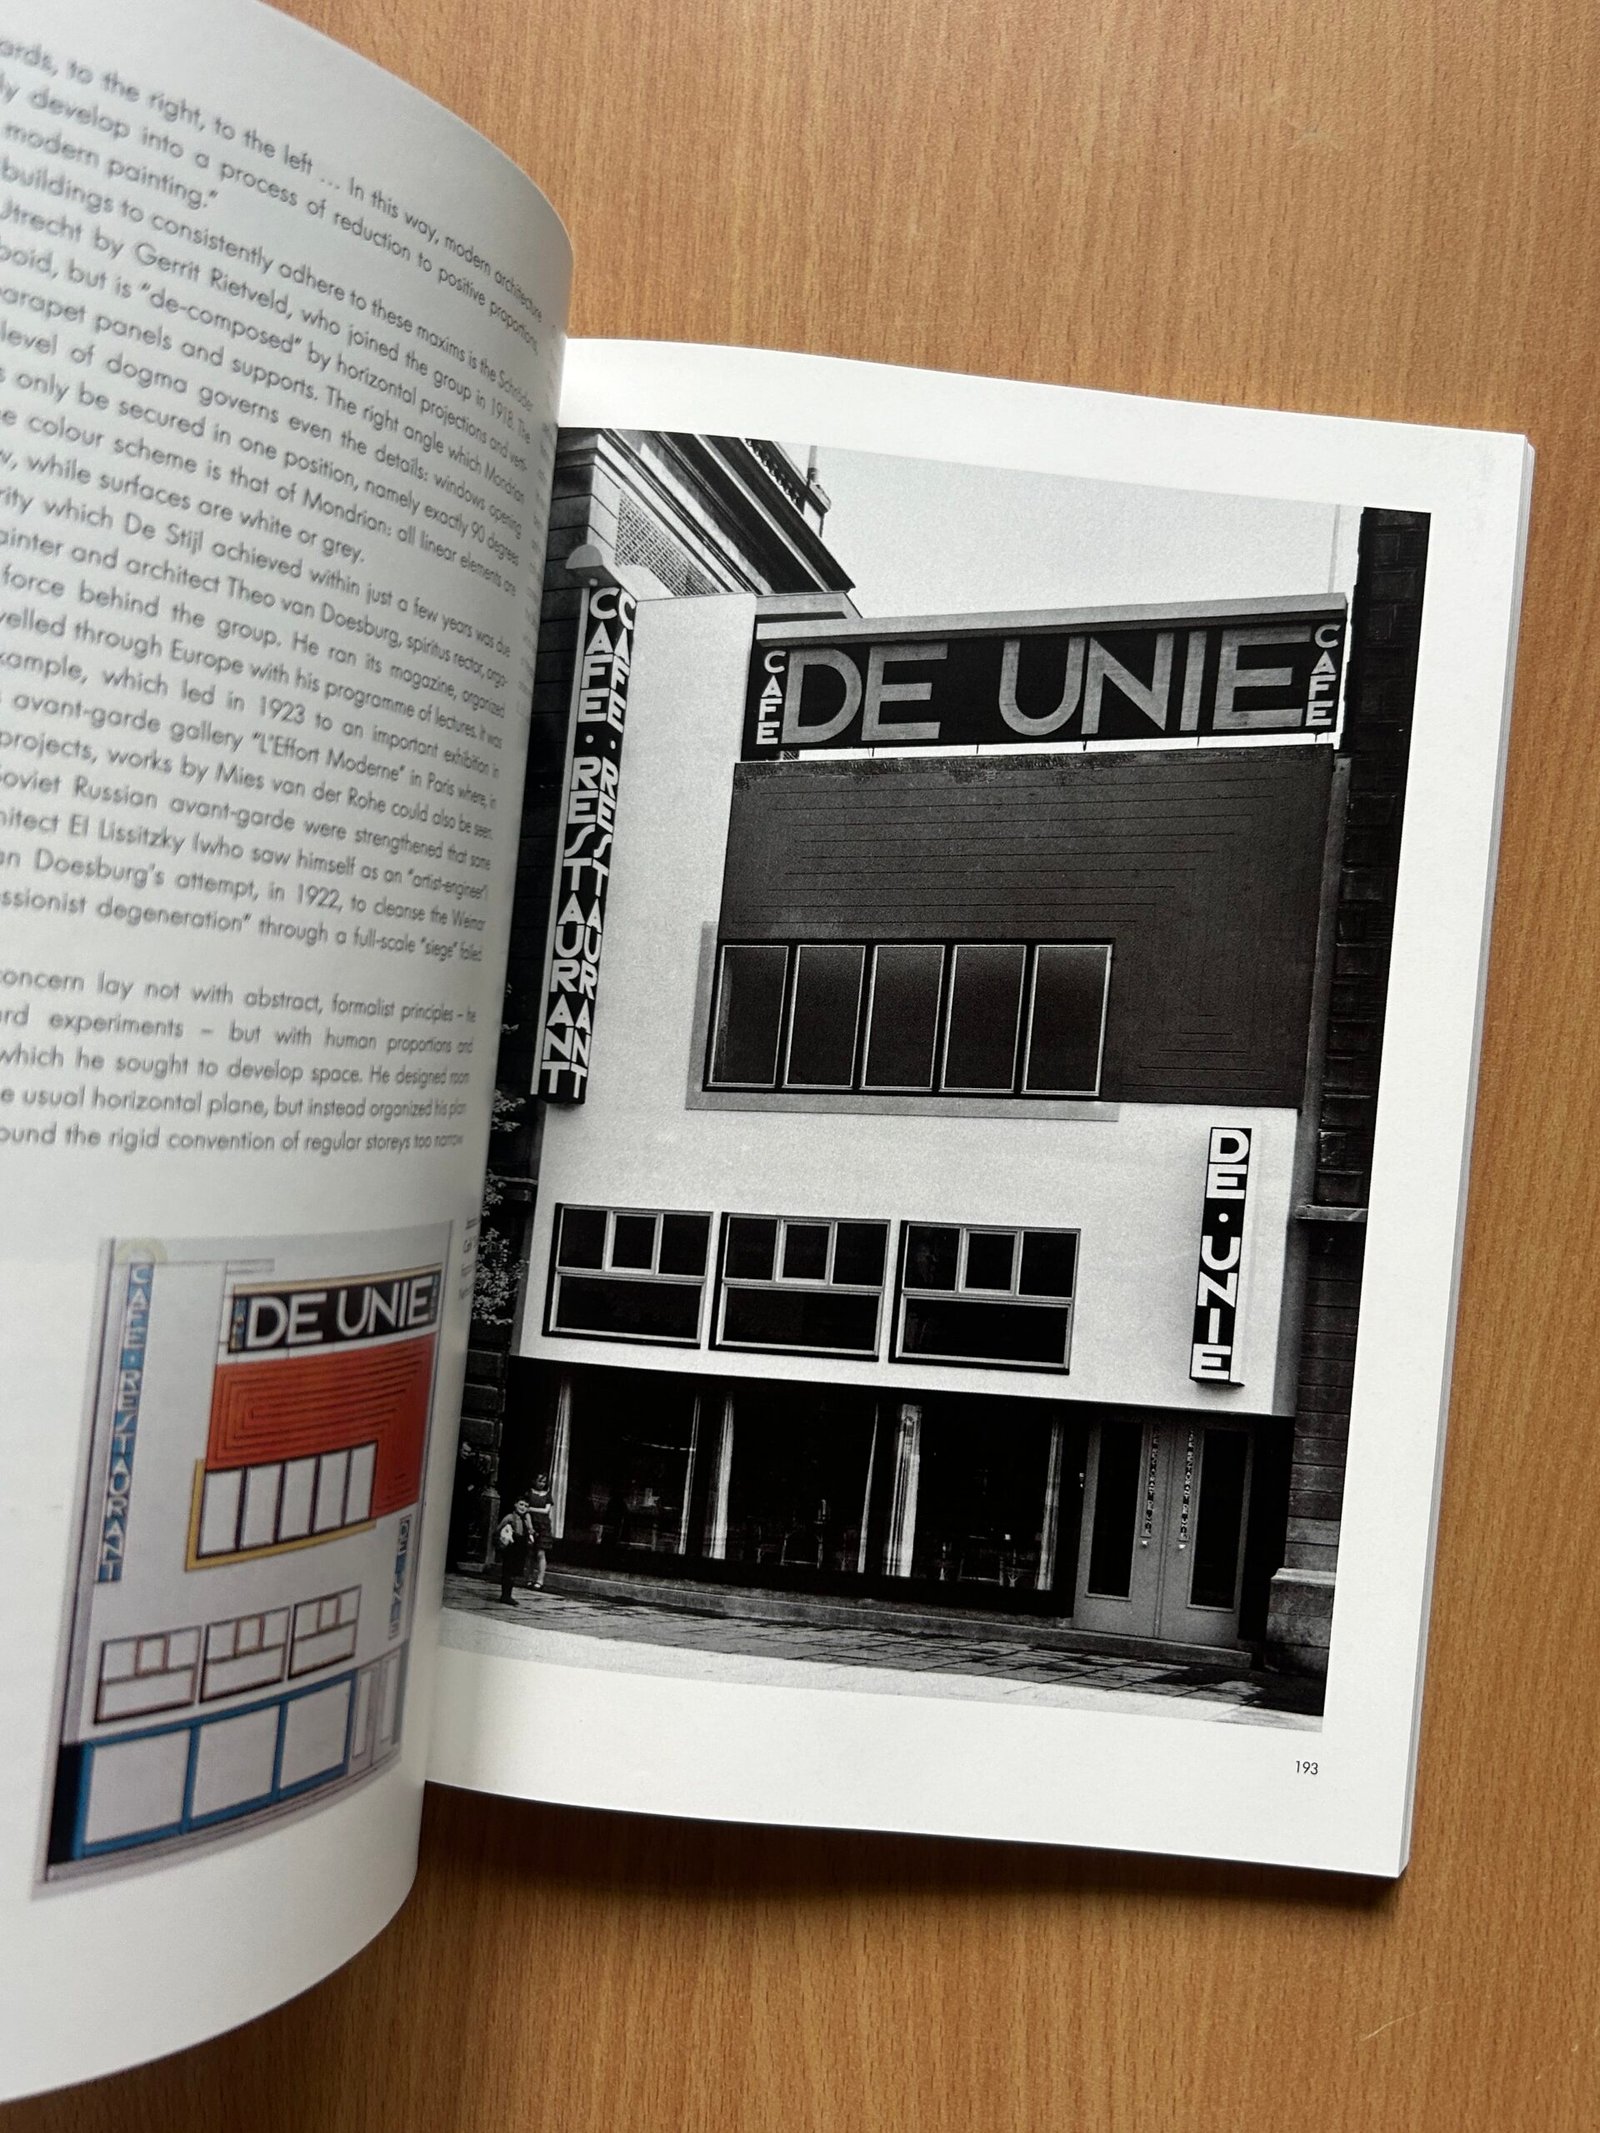 ards, to the right, to the left ... In this way, modern architecture
ly develop into a process of reduction to positive proportions,
modern painting."
buildings to consistently adhere to these maxims is the Schröder
Utrecht by Gerrit Rietveld, who joined the group in 1918. The
boid, but is "de-composed" by horizontal projections and verti-
arapet panels and supports. The right angle which Mondrian
level of dogma governs even the details: windows opening
s only be secured in one position, namely exactly 90 degrees
e colour scheme is that of Mondrian: all linear elements are
w, while surfaces are white or grey.
rity which De Stijl achieved within just a few years was due
ainter and architect Theo van Doesburg, spiritus rector, orga-
force behind the group. He ran its magazine, organized
velled through Europe with his programme of lectures. It was
xample, which led in 1923 to an important exhibition in
avant-garde gallery "L'Effort Moderne" in Paris where, in
projects, works by Mies van der Rohe could also be seen.
Soviet Russian avant-garde were strengthened that same
hitect El Lissitzky (who saw himself as an "artist-engineer")
an Doesburg's attempt, in 1922, to cleanse the Weimar
ssionist degeneration" through a full-scale "siege" failed
oncern lay not with abstract, formalist principles – he
ard experiments – but with human proportions and
which he sought to develop space. He designed room
e usual horizontal plane, but instead organized his plan
ound the rigid convention of regular storeys too narrow
CAFE · RESTAURANT
DE UNIE
DE · UNIE
CAFE · RESTAURANT
CAFE · RESTAURANT
CAFE
DE UNIE
CAFE
DE · UNIE
193